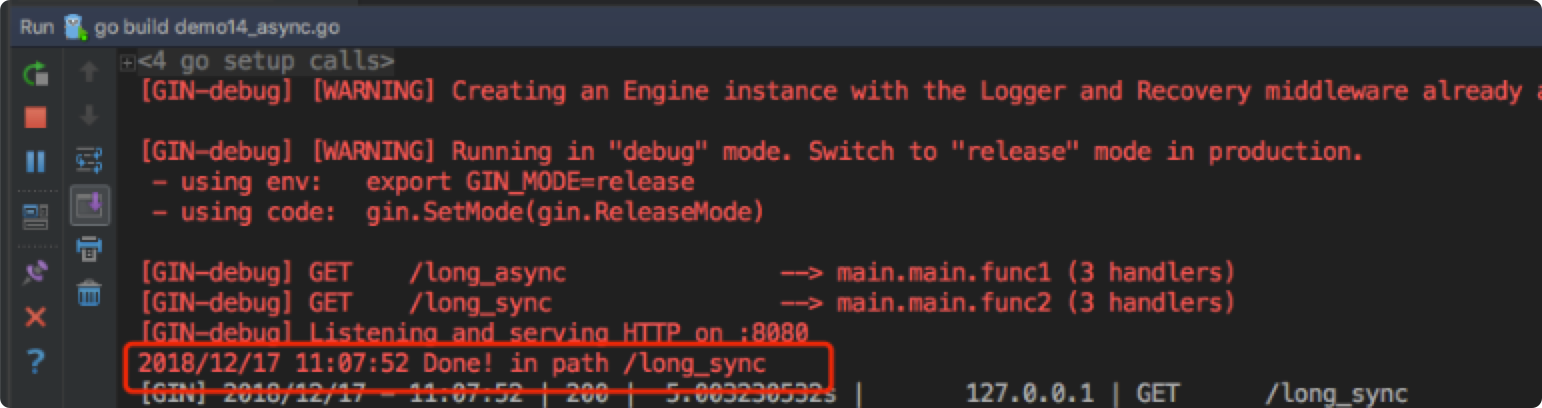 Run go build demo14_async.go
<4 go setup calls>
[GIN-debug] [WARNING] Creating an Engine instance with the Logger and Recovery middleware already
[GIN-debug] [WARNING] Running in "debug" mode. Switch to "release" mode in production.
- using env: export GIN_MODE=release
- using code: gin.SetMode(gin.ReleaseMode)
[GIN-debug] GET /long_async --> main.main.func1 (3 handlers)
[GIN-debug] GET /long_sync --> main.main.func2 (3 handlers)
[GIN-debug] Listening and serving HTTP on :8080
2018/12/17 11:07:52 Done! in path /long_sync
[GIN] 2018/12/17 - 11:07:52 | 200 | 5.003230532s | 127.0.0.1 | GET /long_sync